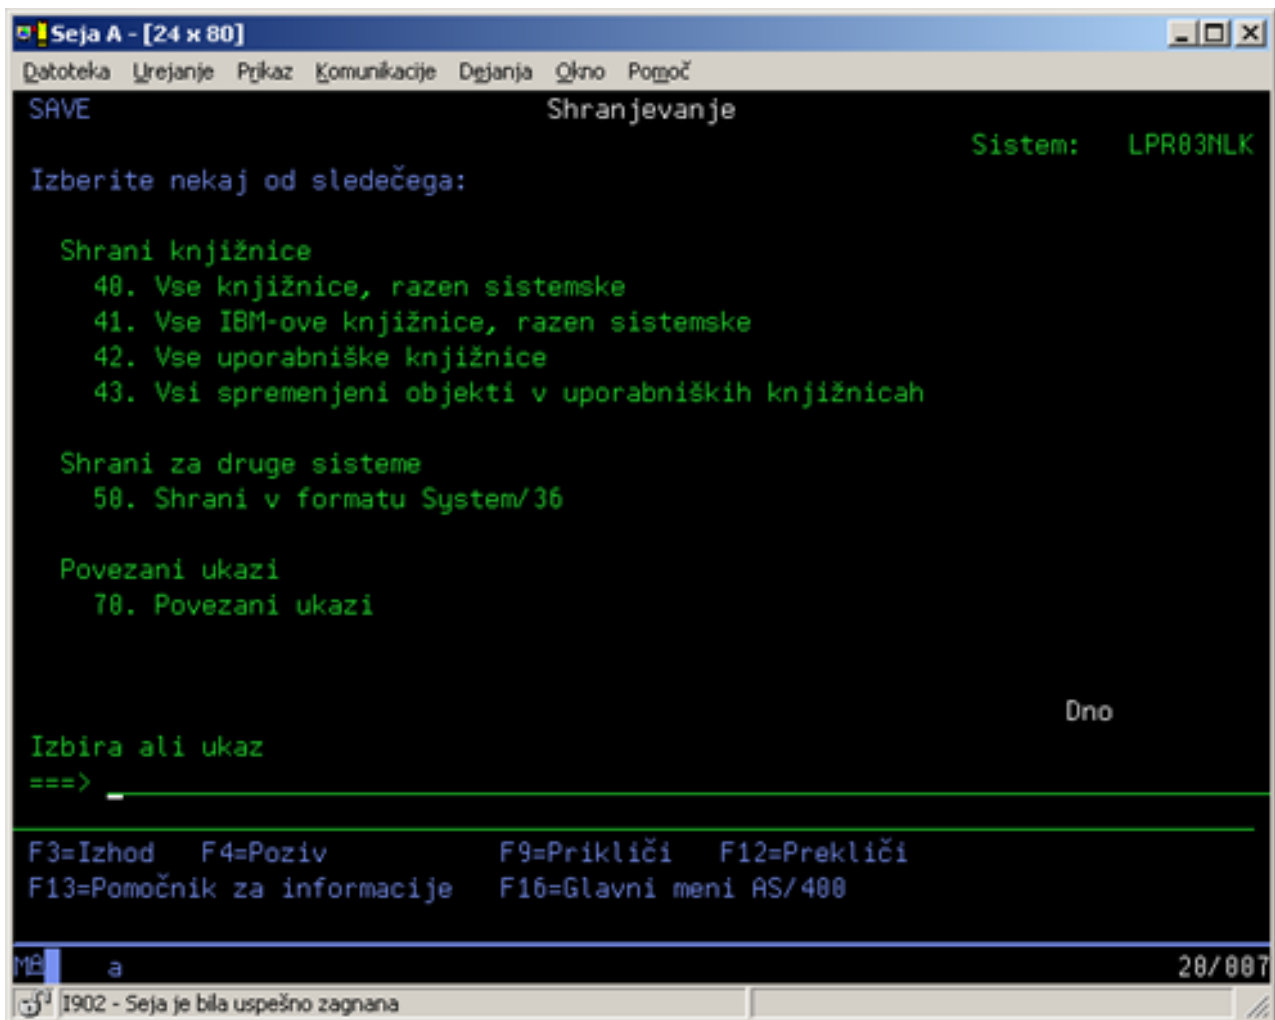 Seja A - [24 x 80]
Datoteka Urejanje Prikaz Komunikacije Dejanja Okno Pomoč
SAVE Shranjevanje
Sistem: LPR03NLK
Izberite nekaj od sledečega:
Shrani knjižnice
40. Vse knjižnice, razen sistemske
41. Vse IBM-ove knjižnice, razen sistemske
42. Vse uporabniške knjižnice
43. Vsi spremenjeni objekti v uporabniških knjižnicah
Shrani za druge sisteme
50. Shrani v formatu System/36
Povezani ukazi
70. Povezani ukazi
Dno
Izbira ali ukaz
===>
F3=Izhod F4=Poziv F9=Prikliči F12=Prekliči
F13=Pomočnik za informacije F16=Glavni meni AS/400
MA a 20/007
I902 - Seja je bila uspešno zagnana